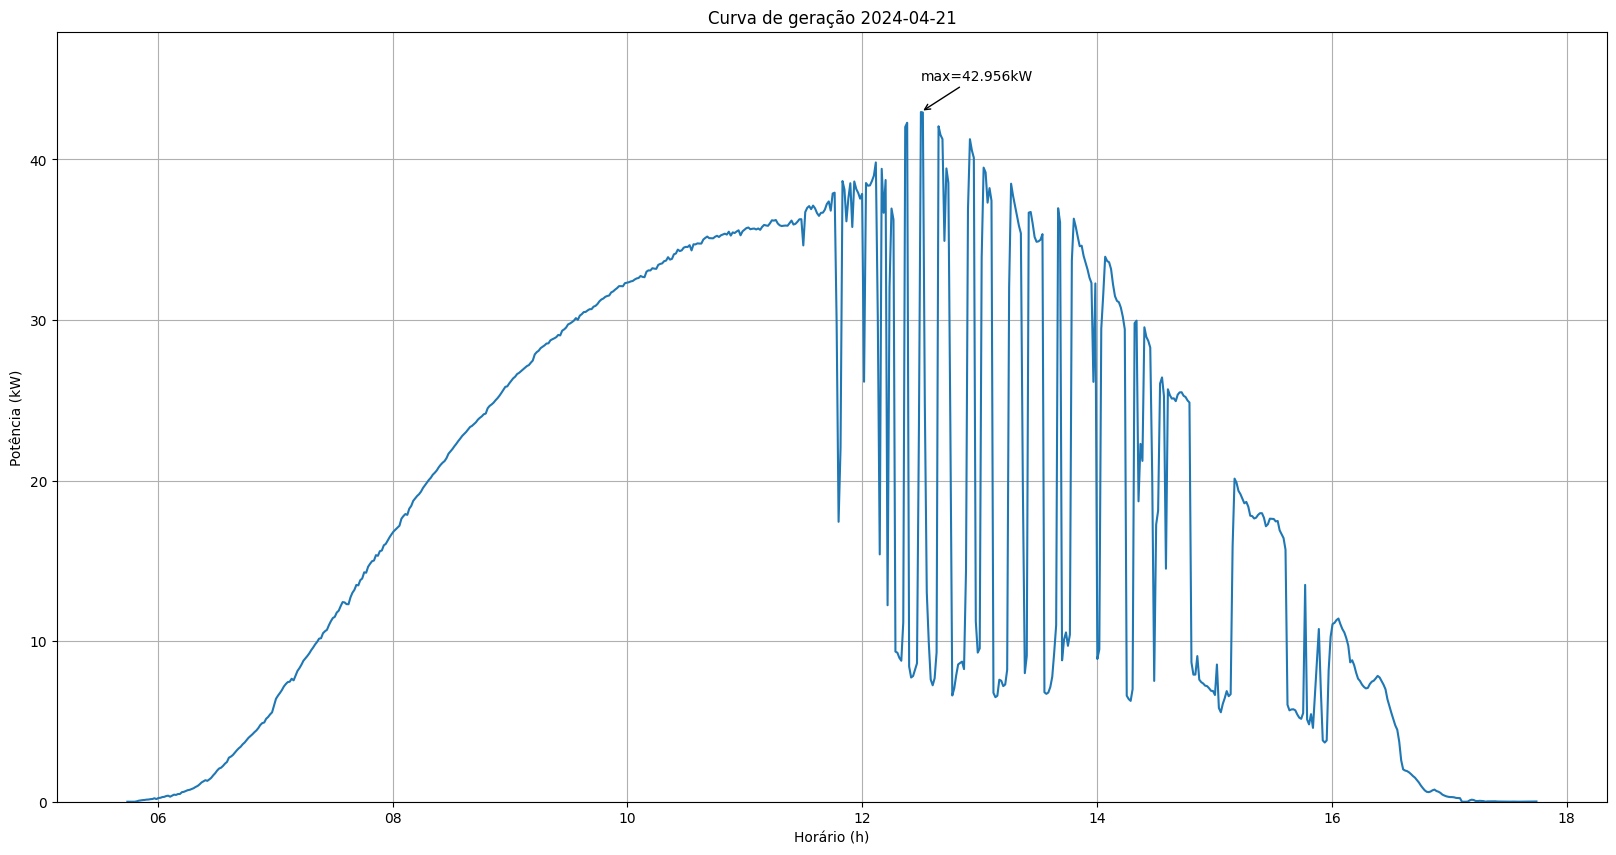 Curva de geração 2024-04-21
max=42.956kW
Potência (kW)
40
30
20
10
0
06 08 10 12 14 16 18
Horário (h)